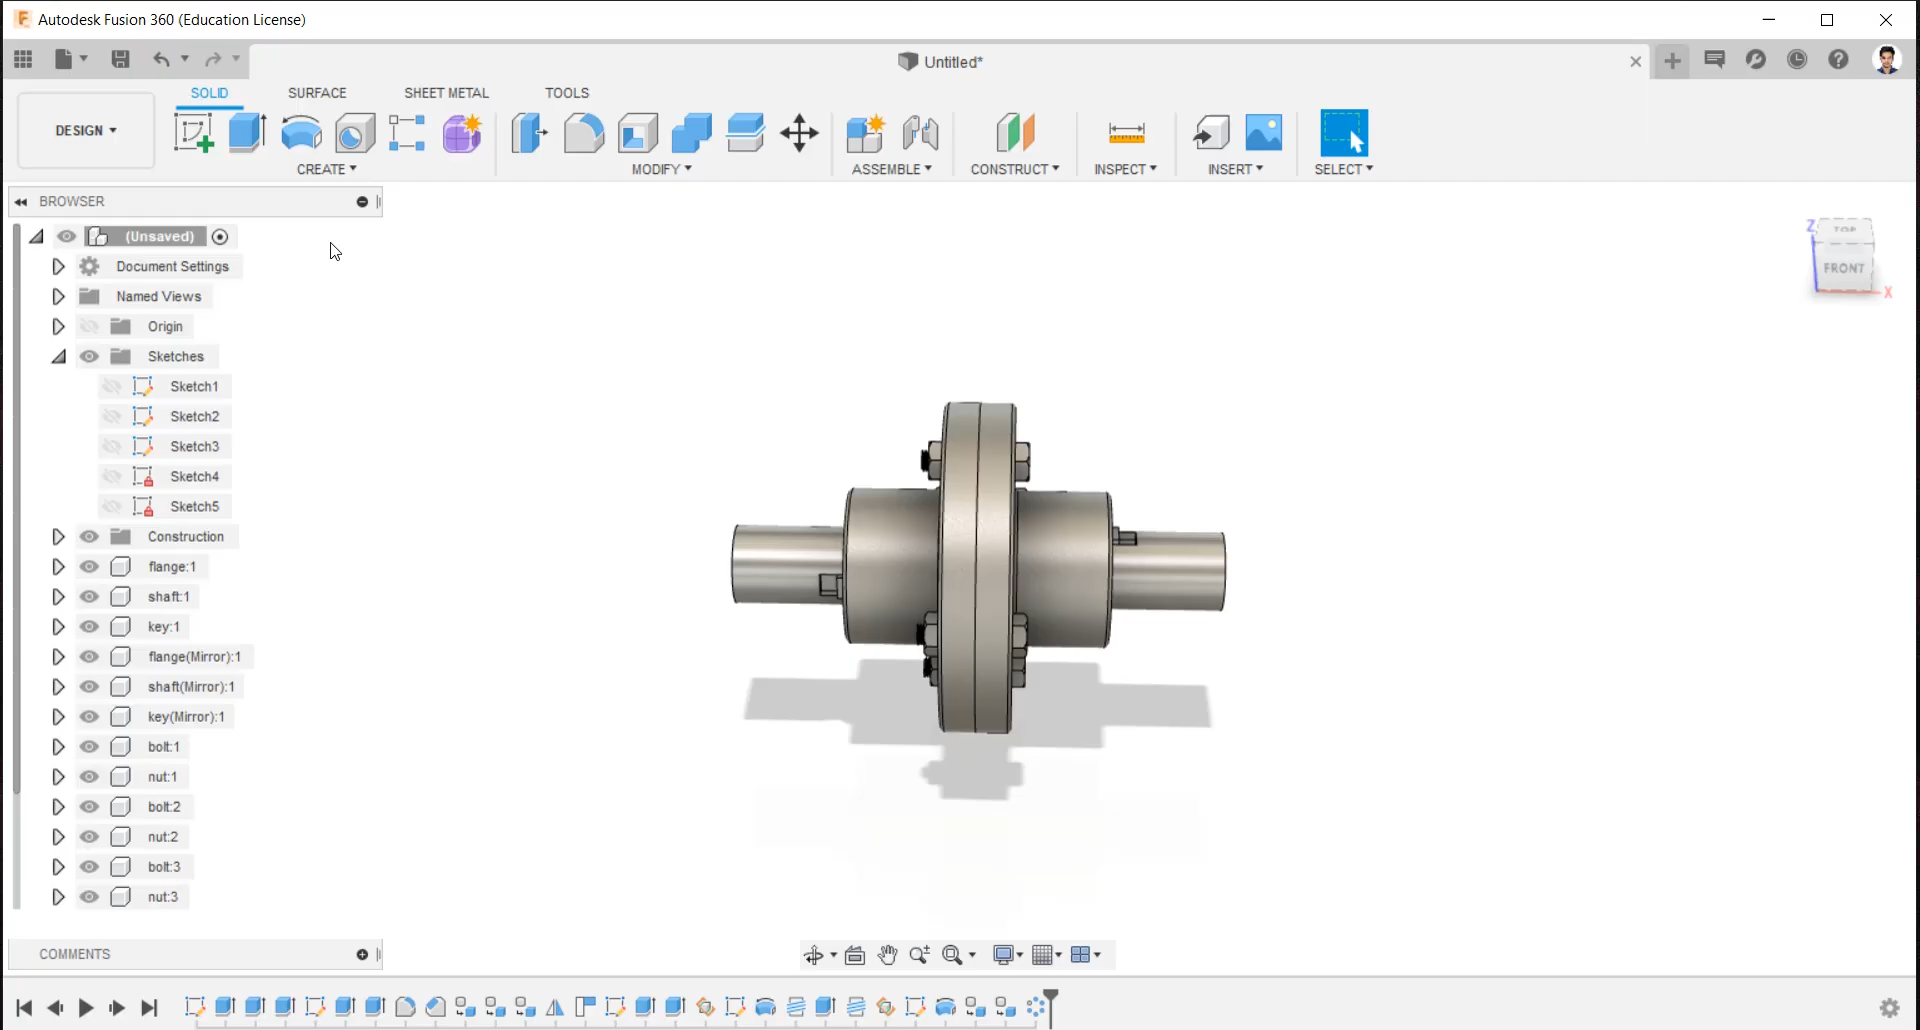 Autodesk Fusion 360 (Education License)
Untitled*
SOLID SURFACE SHEET METAL TOOLS
DESIGN
CREATE MODIFY ASSEMBLE CONSTRUCT INSPECT INSERT SELECT
BROWSER
(Unsaved)
Document Settings
Named Views
Origin
Sketches
Sketch1
Sketch2
Sketch3
Sketch4
Sketch5
Construction
flange:1
shaft:1
key:1
flange(Mirror):1
shaft(Mirror):1
key(Mirror):1
bolt:1
nut:1
bolt:2
nut:2
bolt:3
nut:3
Z
TOP
FRONT
X
COMMENTS